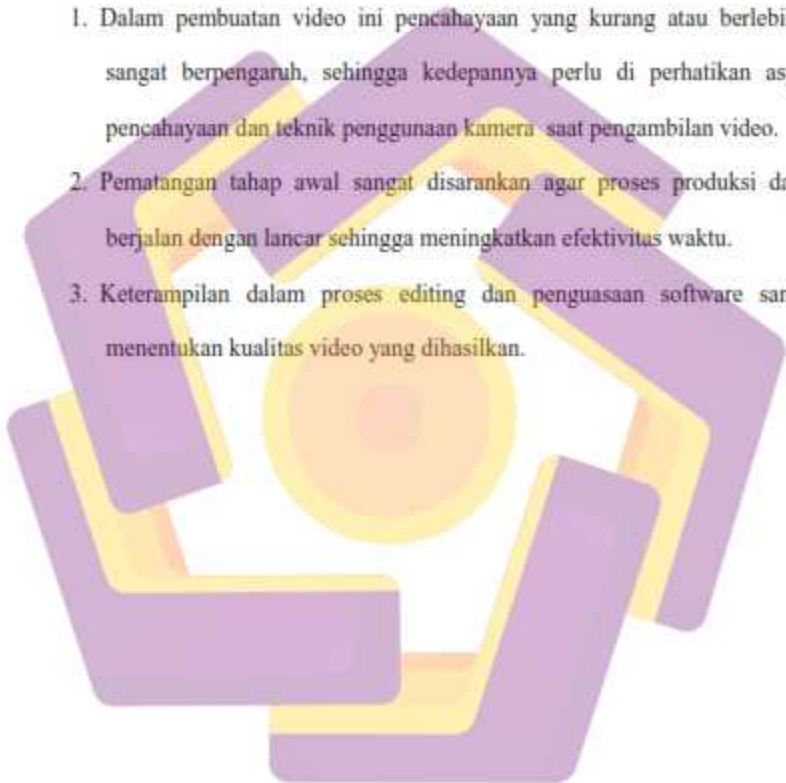 1. Dalam pembuatan video ini pencahayaan yang kurang atau berlebi
sangat berpengaruh, sehingga kedepannya perlu di perhatikan as
pencahayaan dan teknik penggunaan kamera saat pengambilan video.
2. Pematangan tahap awal sangat disarankan agar proses produksi da
berjalan dengan lancar sehingga meningkatkan efektivitas waktu.
3. Keterampilan dalam proses editing dan penguasaan software san
menentukan kualitas video yang dihasilkan.